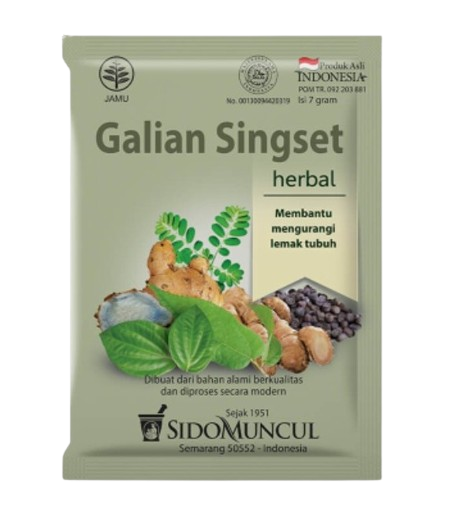 JAMU
No. 00130094420319
Produk Asli
INDONESIA
POM TR. 092 203 881
Isi 7 gram
Galian Singset
herbal
Membantu
mengurangi
lemak tubuh
Dibuat dari bahan alami berkualitas
dan diproses secara modern
Sejak 1951
SIDOMUNCUL
Semarang 50552 - Indonesia